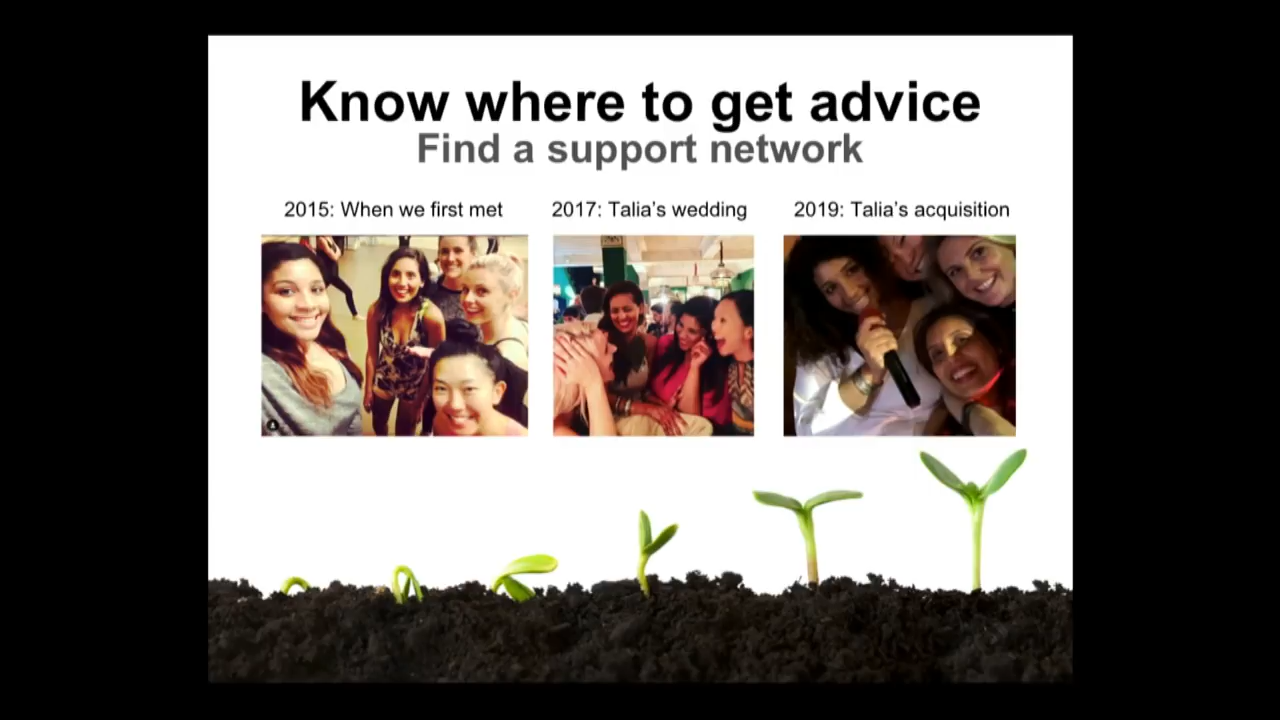 Know where to get advice
Find a support network
2015: When we first met
2017: Talia's wedding
2019: Talia's acquisition